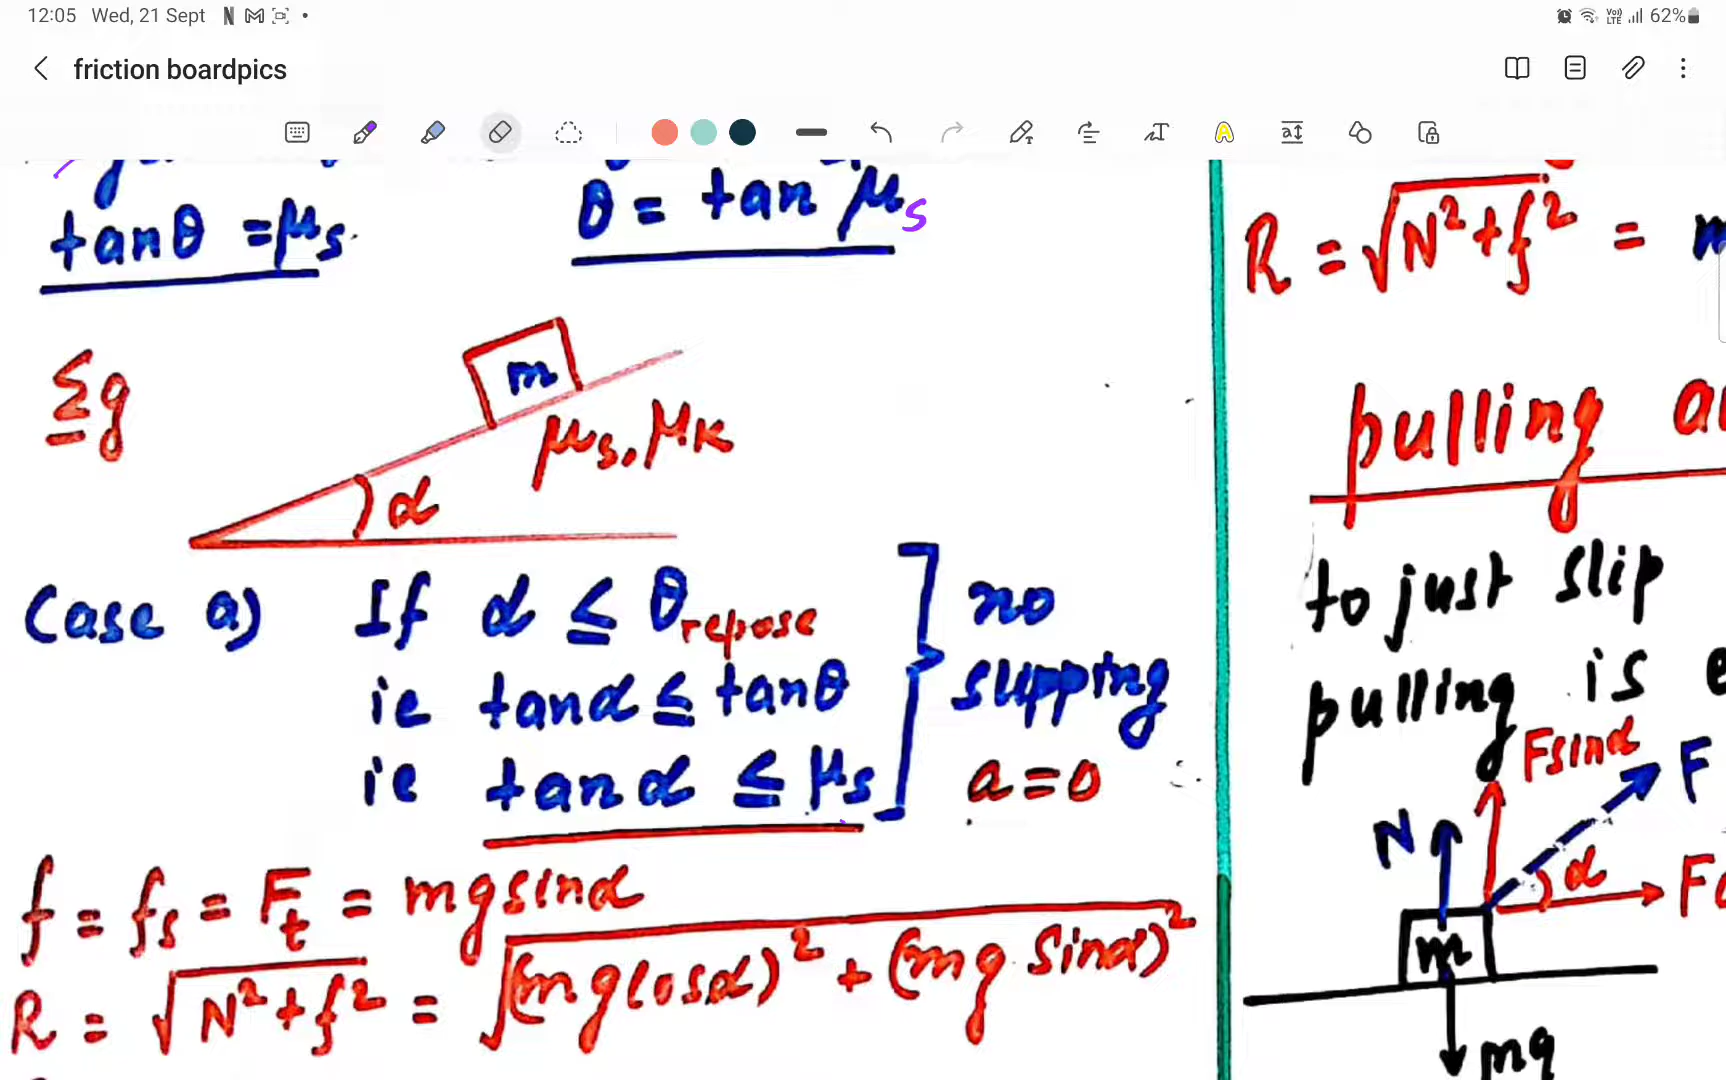 12:05 Wed, 21 Sept
62%
friction boardpics
tanθ = μs
θ = tan⁻¹ μs
Eg
m
μs, μk
α
Case a) If α ≤ θrepose
ie tanα ≤ tanθ
ie tanα ≤ μs
no
slipping
a = 0
f = fs = Ft = mgsinα
R = √N² + f² = √(mgcosα)² + (mg sinα)²
R = √N² + f² =
pulling
to just slip
pulling is
Fsinα
F
N
α
m
mg